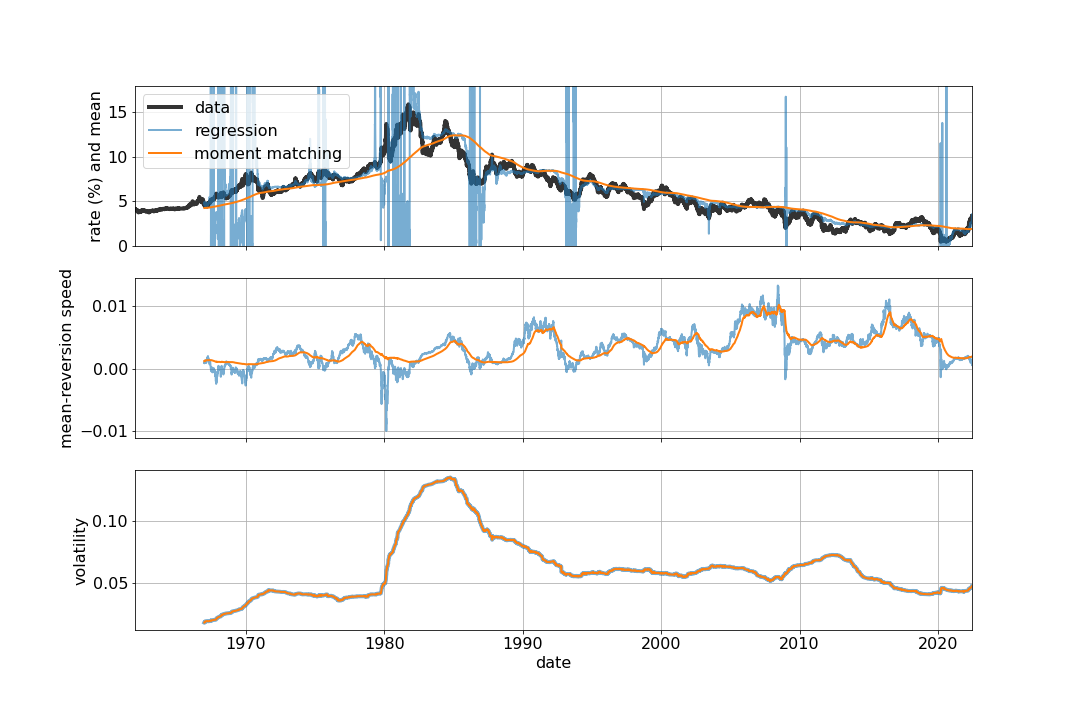 rate (%) and mean
15
10
5
0
data
regression
moment matching
mean-reversion speed
0.01
0.00
−0.01
volatility
0.10
0.05
1970 1980 1990 2000 2010 2020
date